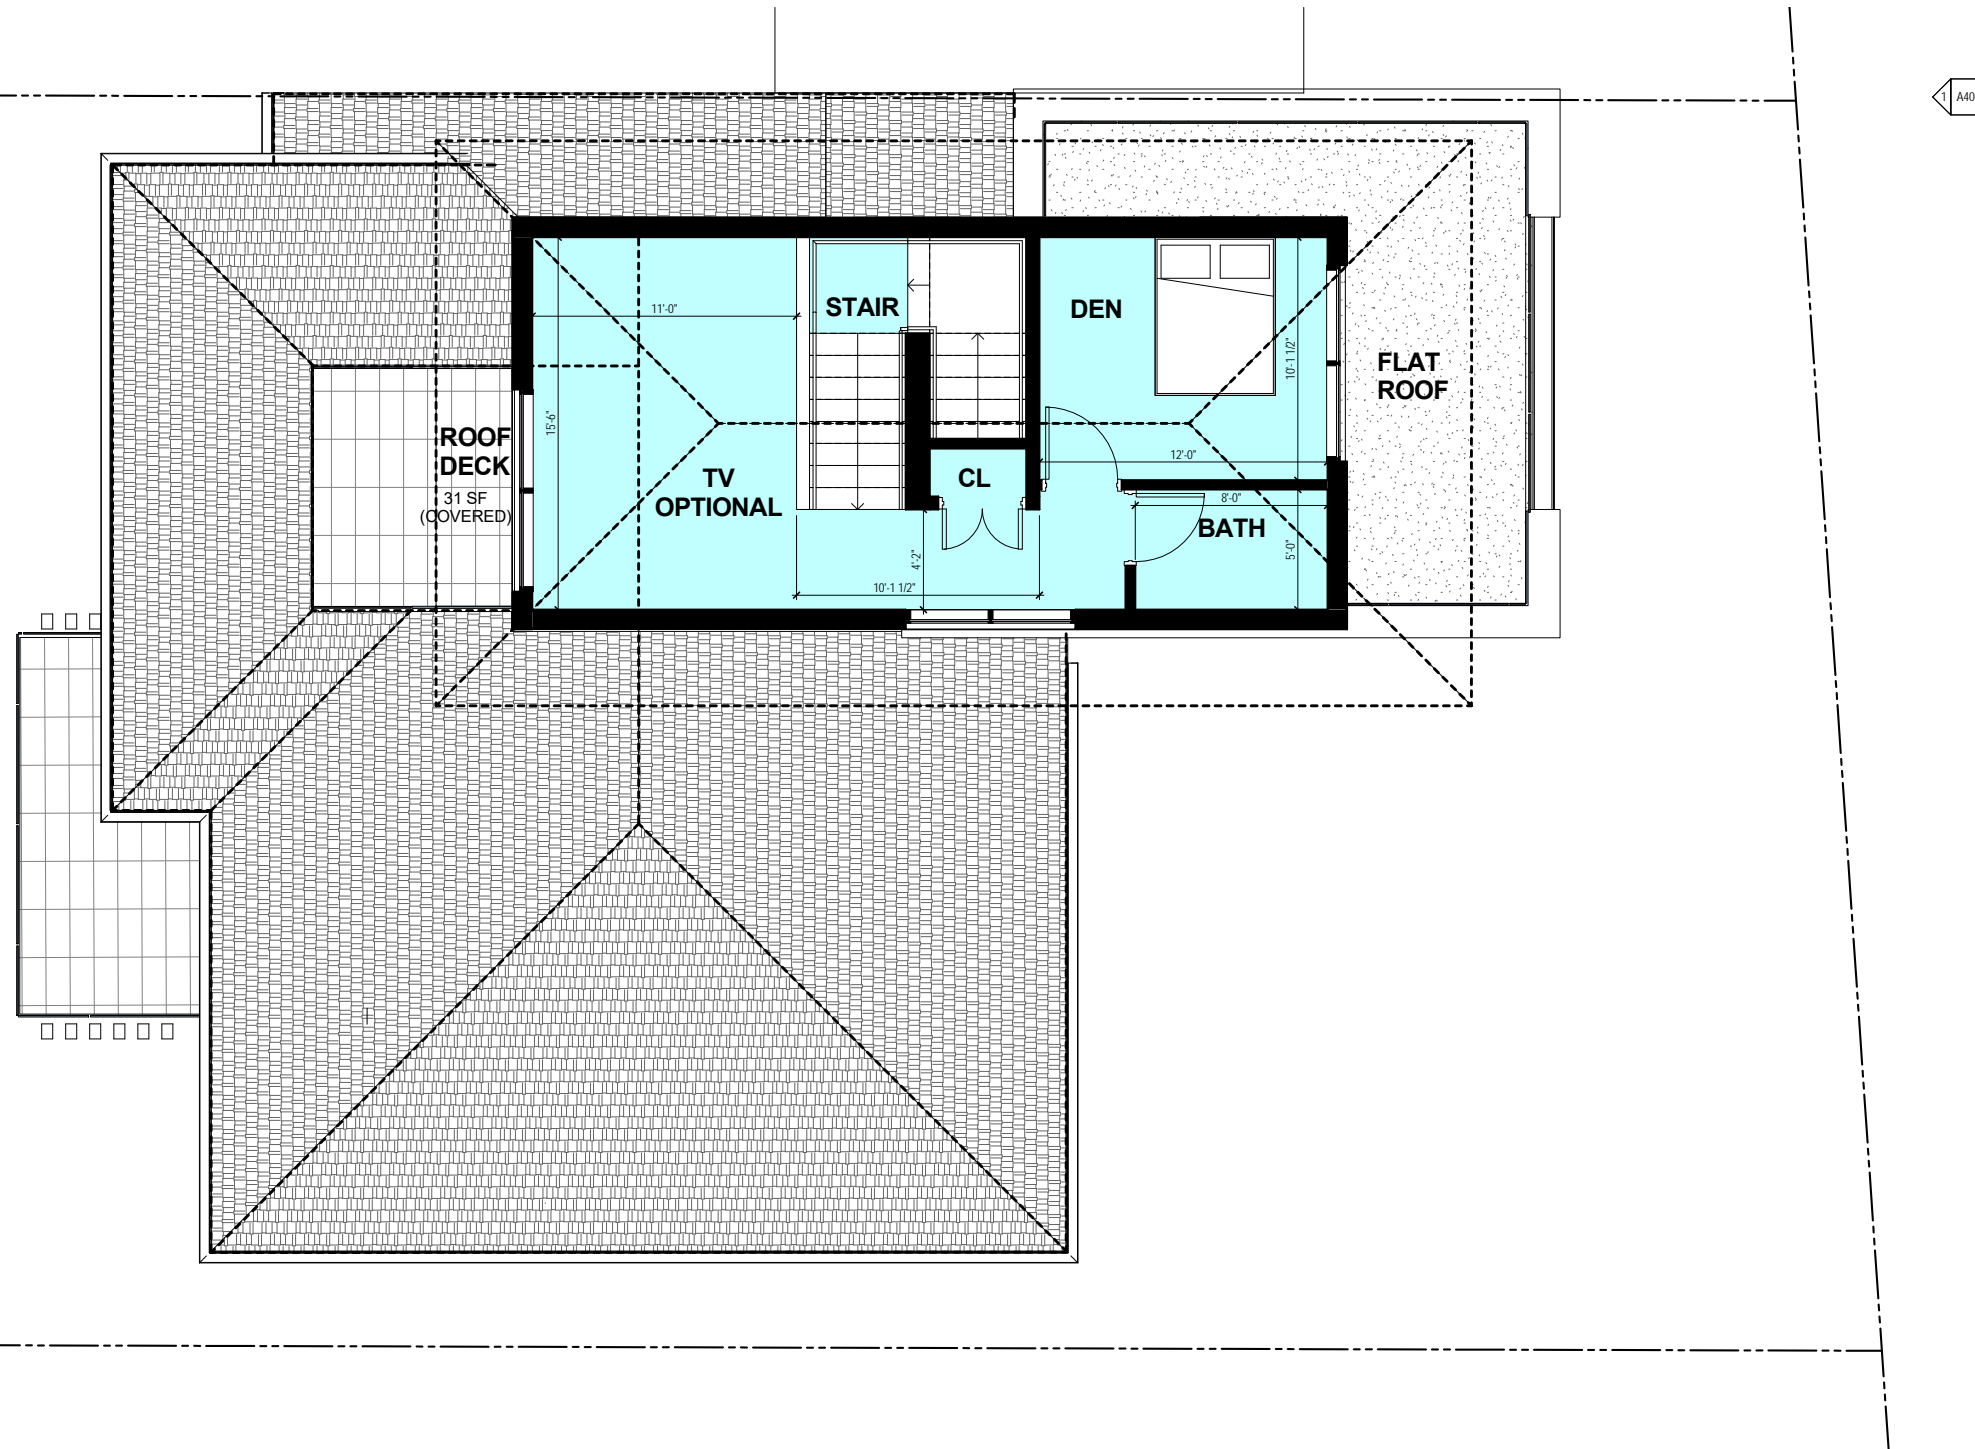 1 A40
STAIR
DEN
11'-0"
10'-1 1/2"
FLAT
ROOF
15'-6"
ROOF
DECK
31 SF
(COVERED)
TV
OPTIONAL
CL
12'-0"
8'-0"
BATH
4'-2"
5'-0"
10'-1 1/2"